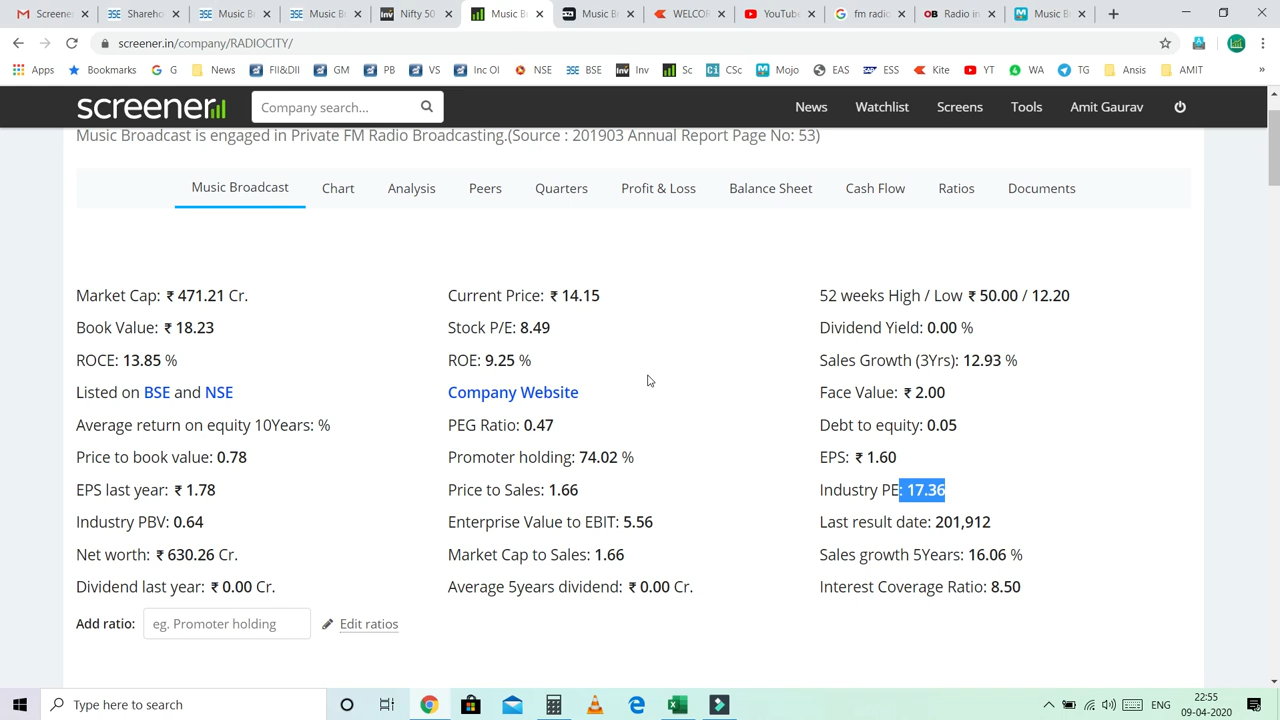 Screene
Shareho
Music Br
Music Br
Nifty 50
Music B
Music Br
WELCOM
YouTube
fm radio
Radio in
Music Br
screener.in/company/RADIOCITY/
Apps Bookmarks G News FII&DII GM PB VS Inc OI NSE BSE Inv Sc CSc Mojo EAS ESS Kite YT WA TG Ansis AMIT »
screener Company search... News Watchlist Screens Tools Amit Gaurav
Music Broadcast is engaged in Private FM Radio Broadcasting.(Source : 201903 Annual Report Page No: 53)
Music Broadcast Chart Analysis Peers Quarters Profit & Loss Balance Sheet Cash Flow Ratios Documents
Market Cap: ₹ 471.21 Cr. Current Price: ₹ 14.15 52 weeks High / Low ₹ 50.00 / 12.20
Book Value: ₹ 18.23 Stock P/E: 8.49 Dividend Yield: 0.00 %
ROCE: 13.85 % ROE: 9.25 % Sales Growth (3Yrs): 12.93 %
Listed on BSE and NSE Company Website Face Value: ₹ 2.00
Average return on equity 10Years: % PEG Ratio: 0.47 Debt to equity: 0.05
Price to book value: 0.78 Promoter holding: 74.02 % EPS: ₹ 1.60
EPS last year: ₹ 1.78 Price to Sales: 1.66 Industry PE: 17.36
Industry PBV: 0.64 Enterprise Value to EBIT: 5.56 Last result date: 201,912
Net worth: ₹ 630.26 Cr. Market Cap to Sales: 1.66 Sales growth 5Years: 16.06 %
Dividend last year: ₹ 0.00 Cr. Average 5years dividend: ₹ 0.00 Cr. Interest Coverage Ratio: 8.50
Add ratio: eg. Promoter holding Edit ratios
Type here to search ENG 22:55
09-04-2020